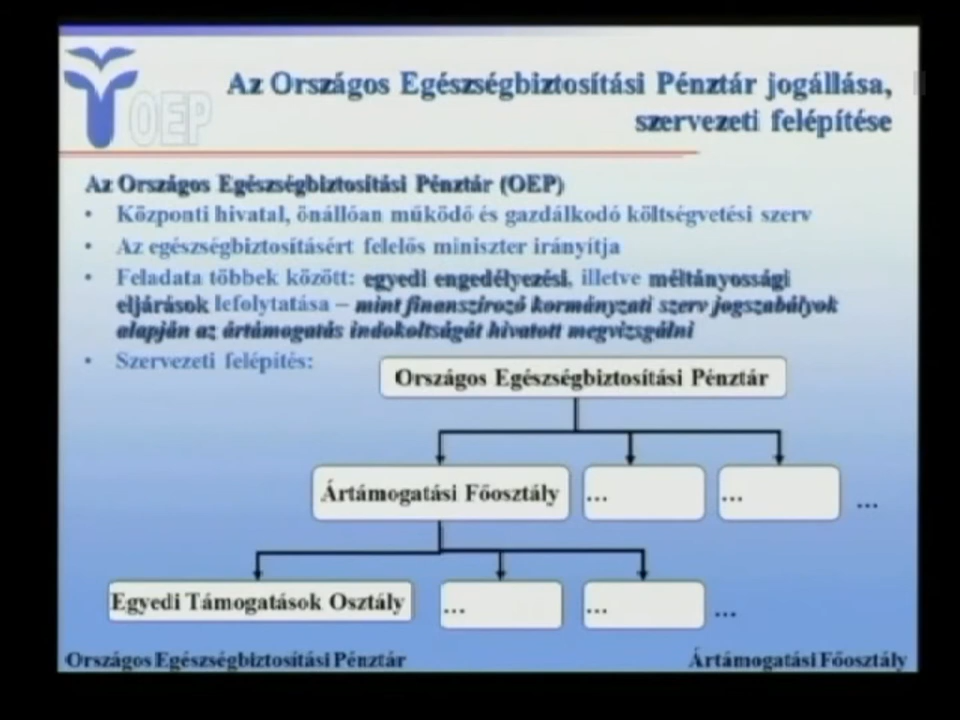 OEP
Az Országos Egészségbiztosítási Pénztár jogállása,
szervezeti felépítése
Az Országos Egészségbiztosítási Pénztár (OEP)
• Központi hivatal, önállóan működő és gazdálkodó költségvetési szerv
• Az egészségbiztosításért felelős miniszter irányítja
• Feladata többek között: egyedi engedélyezési, illetve méltányossági
eljárások lefolytatása – mint finanszírozó kormányzati szerv jogszabályok
alapján az ártámogatás indokoltságát hivatott megvizsgálni
• Szervezeti felépítés:
Országos Egészségbiztosítási Pénztár
Ártámogatási Főosztály
...
...
...
Egyedi Támogatások Osztály
...
...
...
Országos Egészségbiztosítási Pénztár
Ártámogatási Főosztály